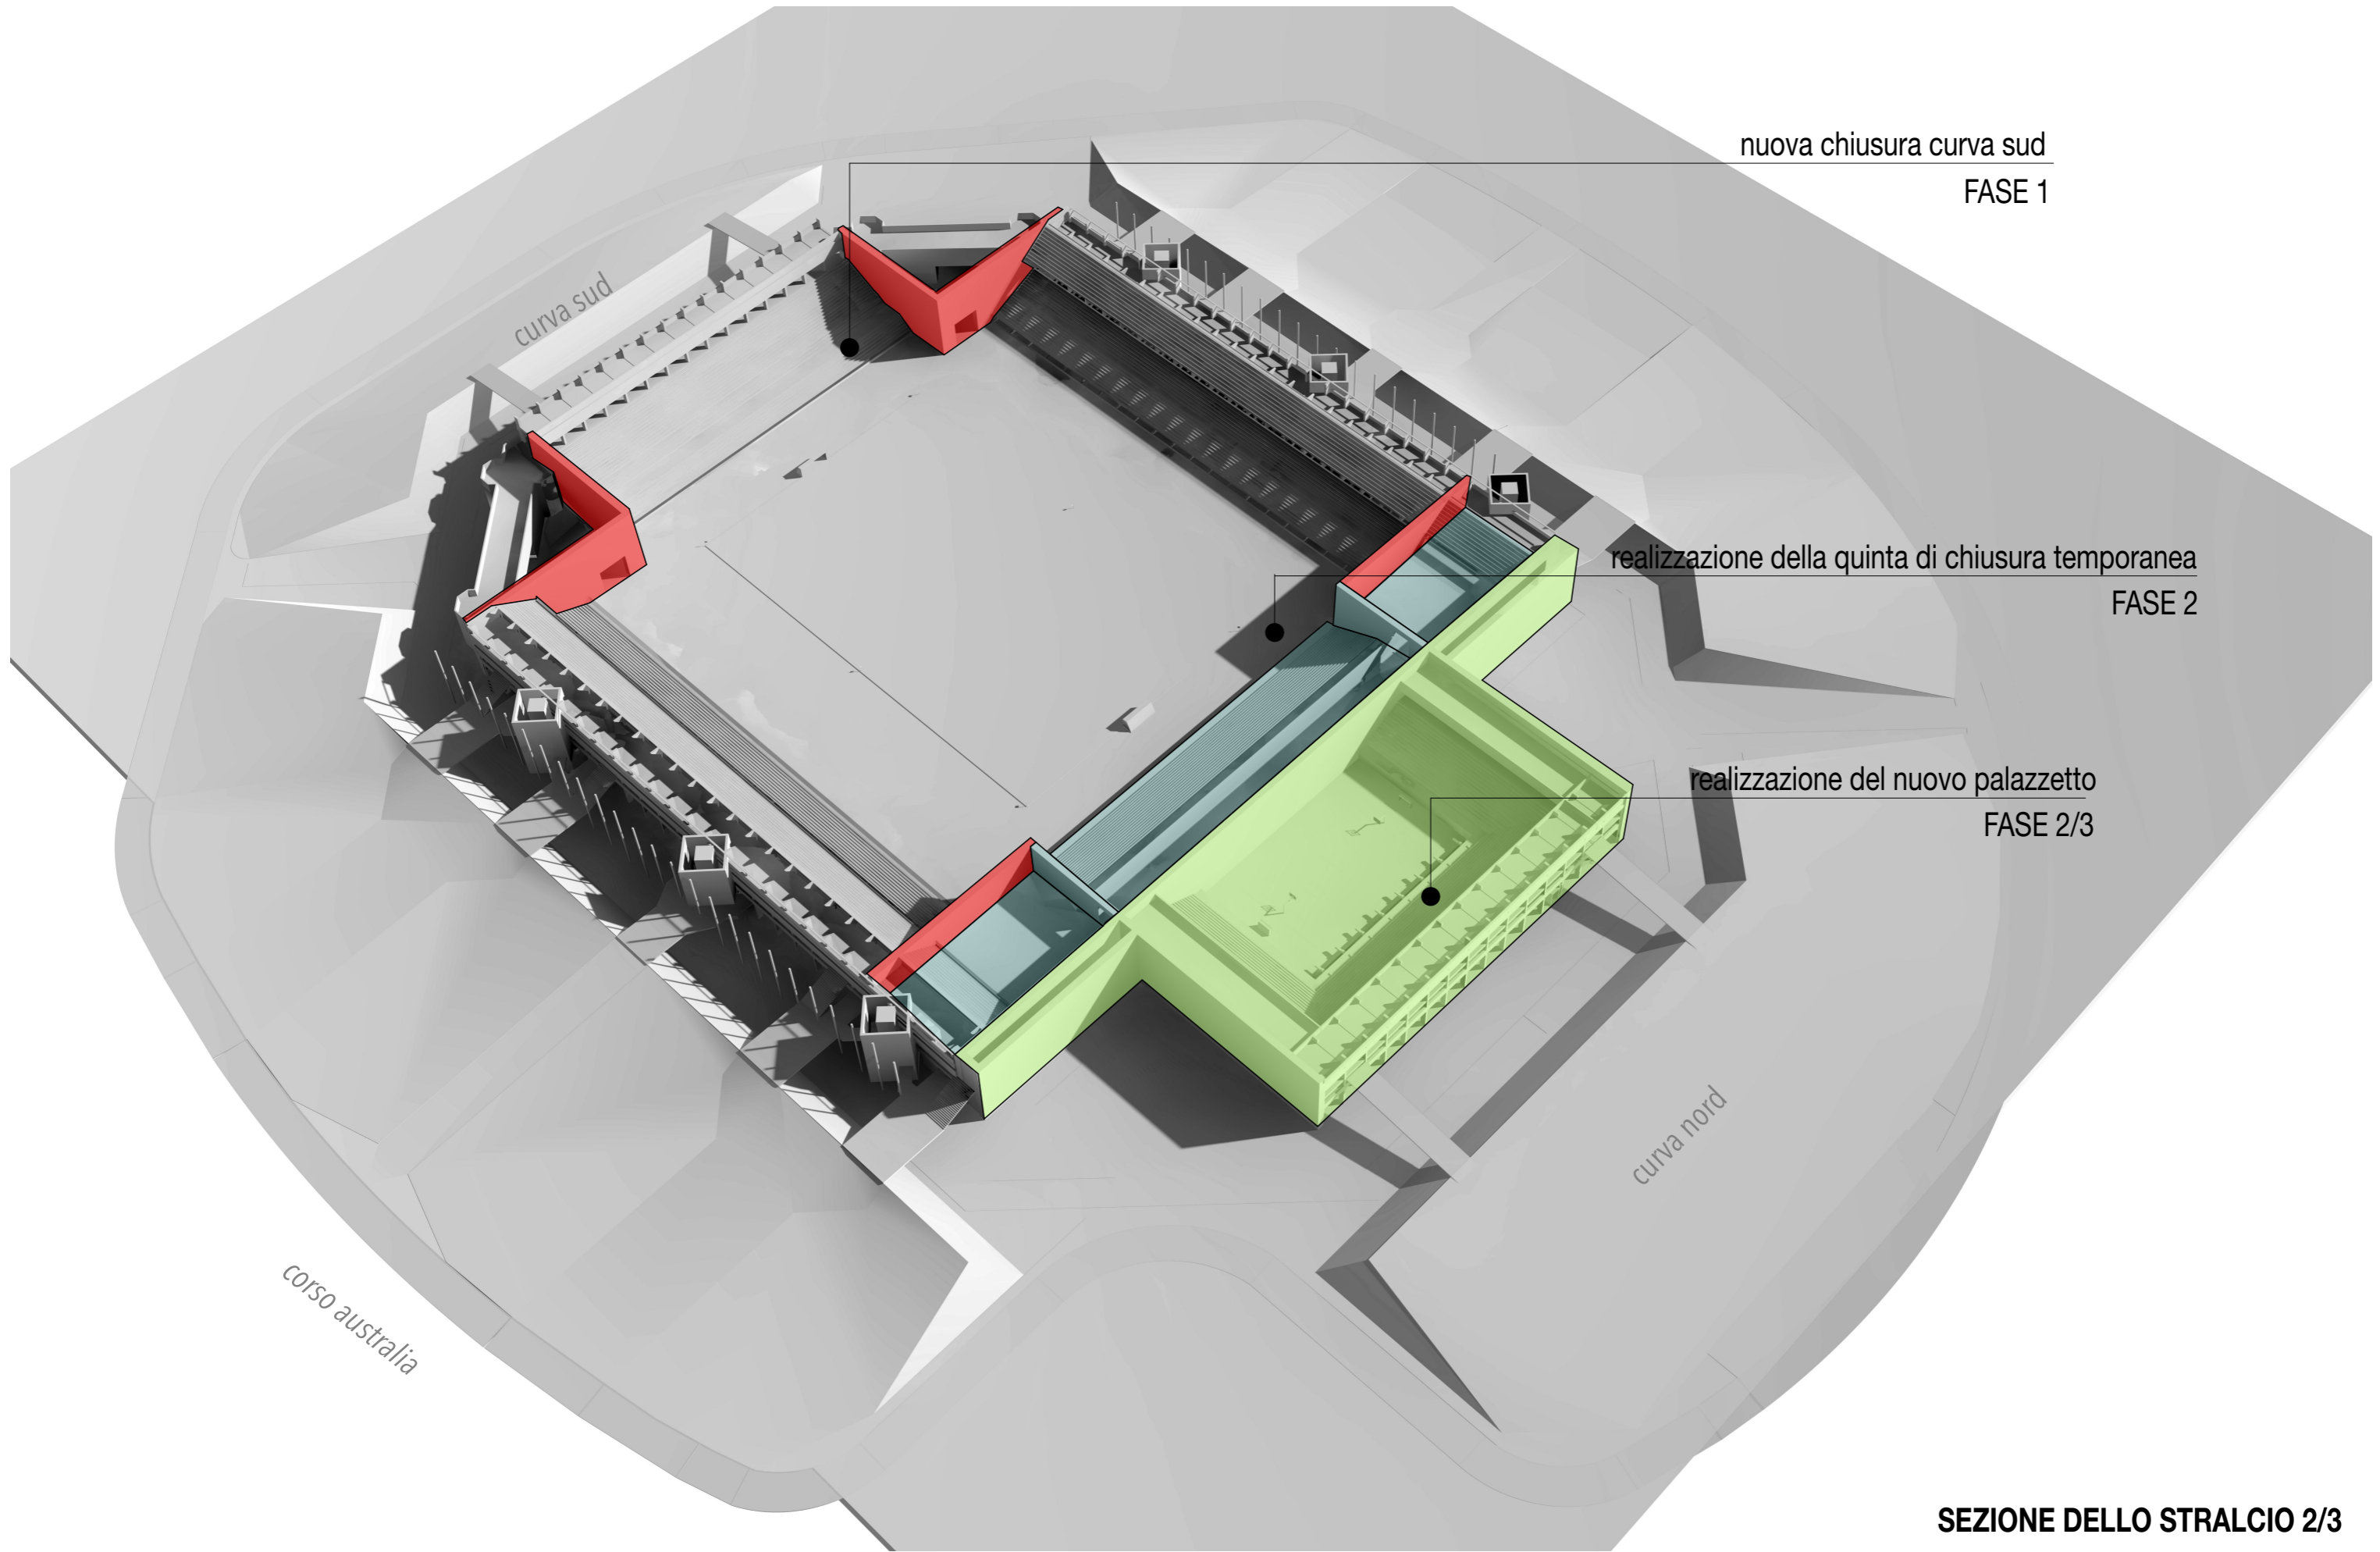 nuova chiusura curva sud
FASE 1
curva sud
realizzazione della quinta di chiusura temporanea
FASE 2
realizzazione del nuovo palazzetto
FASE 2/3
curva nord
corso australia
SEZIONE DELLO STRALCIO 2/3